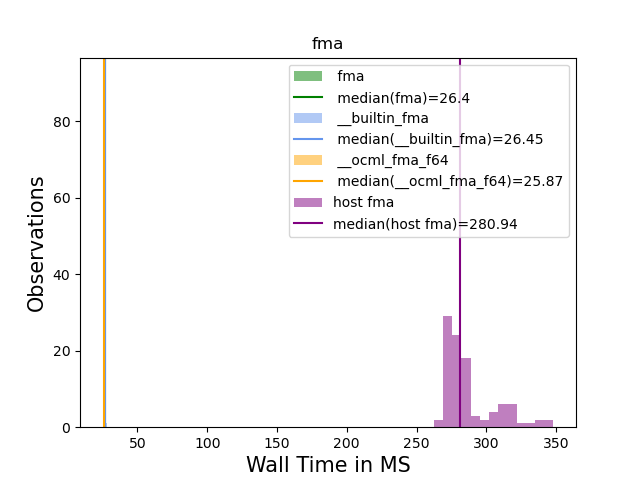 fma
fma
median(fma)=26.4
__builtin_fma
median(__builtin_fma)=26.45
__ocml_fma_f64
median(__ocml_fma_f64)=25.87
host fma
median(host fma)=280.94
Observations
80
60
40
20
0
50 100 150 200 250 300 350
Wall Time in MS